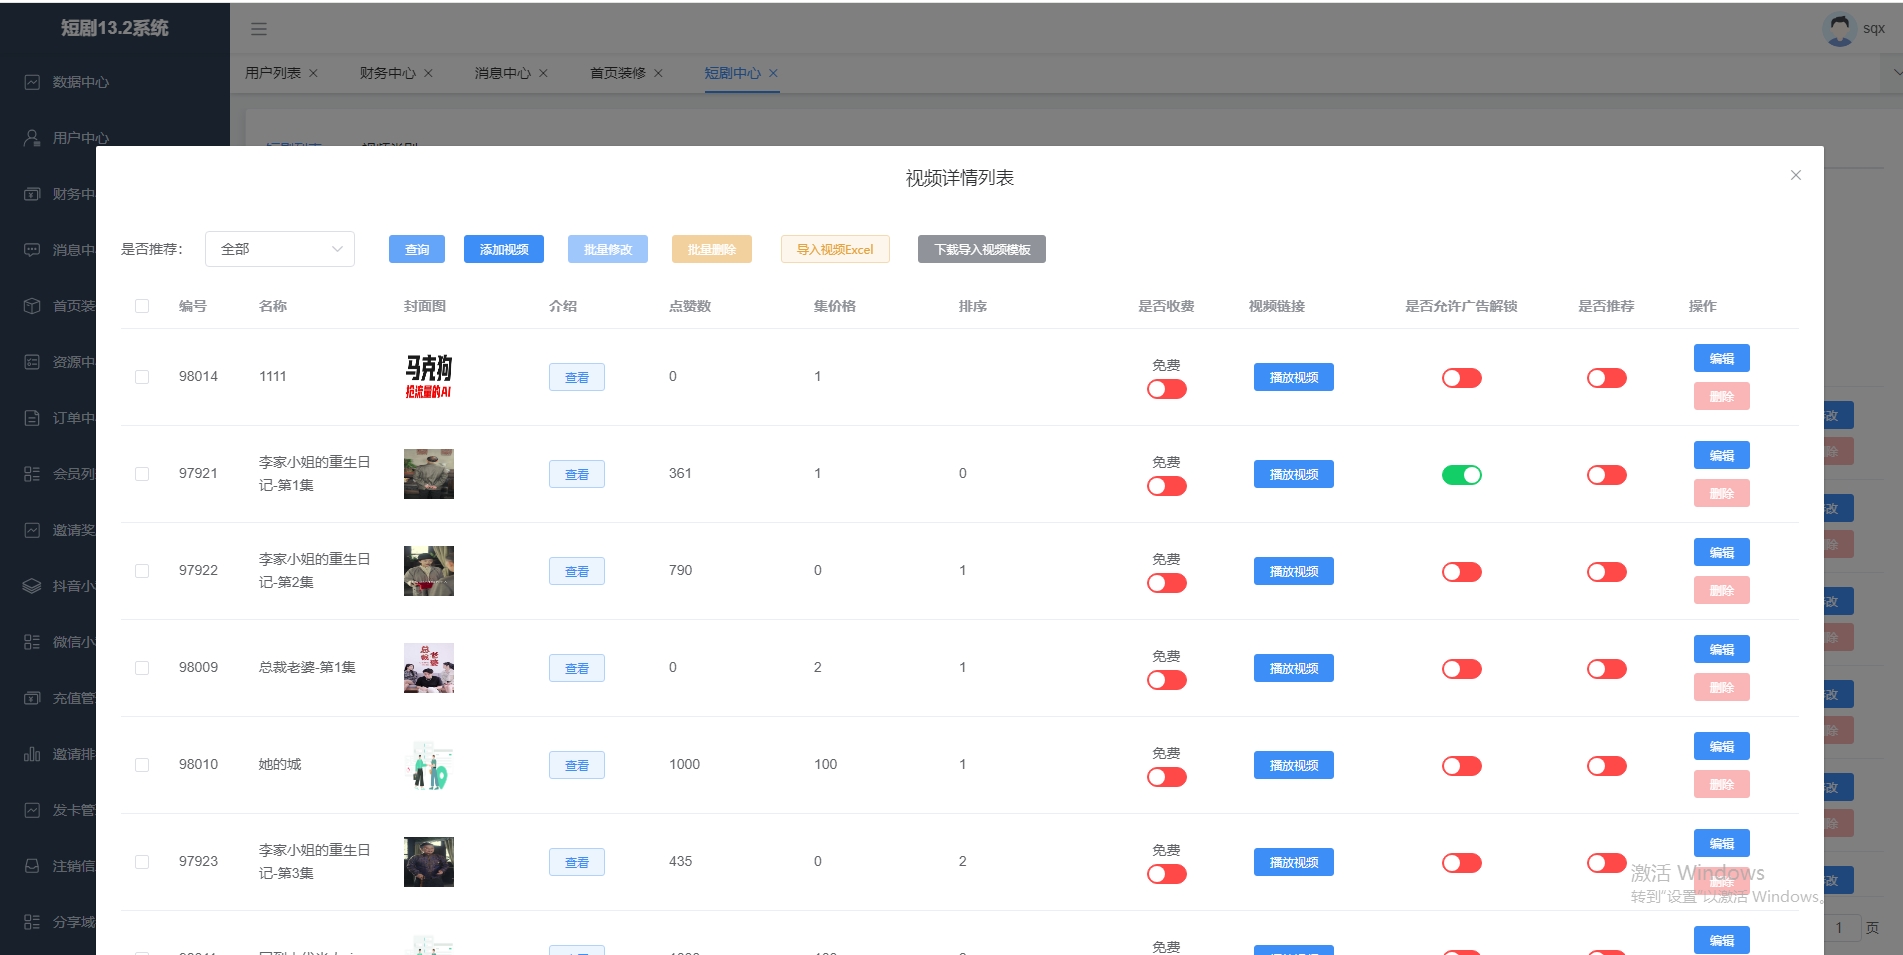 短剧13.2系统
sqx
用户列表 财务中心 消息中心 首页装修 短剧中心
数据中心
用户中心
财务中
消息中
首页装
资源中
订单中
会员列
邀请奖
抖音小
微信小
充值管
邀请排
发卡管
注销信
分享域
视频详情列表
是否推荐： 全部 查询 添加视频 批量修改 批量删除 导入视频Excel 下载导入视频模板
编号 名称 封面图 介绍 点赞数 集价格 排序 是否收费 视频链接 是否允许广告解锁 是否推荐 操作
98014 1111 马克狗 抢流量的AI 查看 0 1 免费 播放视频 编辑 删除
97921 李家小姐的重生日 查看 361 1 0 免费 播放视频 编辑 删除
记-第1集
97922 李家小姐的重生日 查看 790 0 1 免费 播放视频 编辑 删除
记-第2集
98009 总裁老婆-第1集 总裁老婆 查看 0 2 1 免费 播放视频 编辑 删除
98010 她的城 查看 1000 100 1 免费 播放视频 编辑 删除
97923 李家小姐的重生日 查看 435 0 2 免费 播放视频 编辑 删除
记-第3集
免费 编辑
激活 Windows
转到"设置"以激活 Windows。
1 页